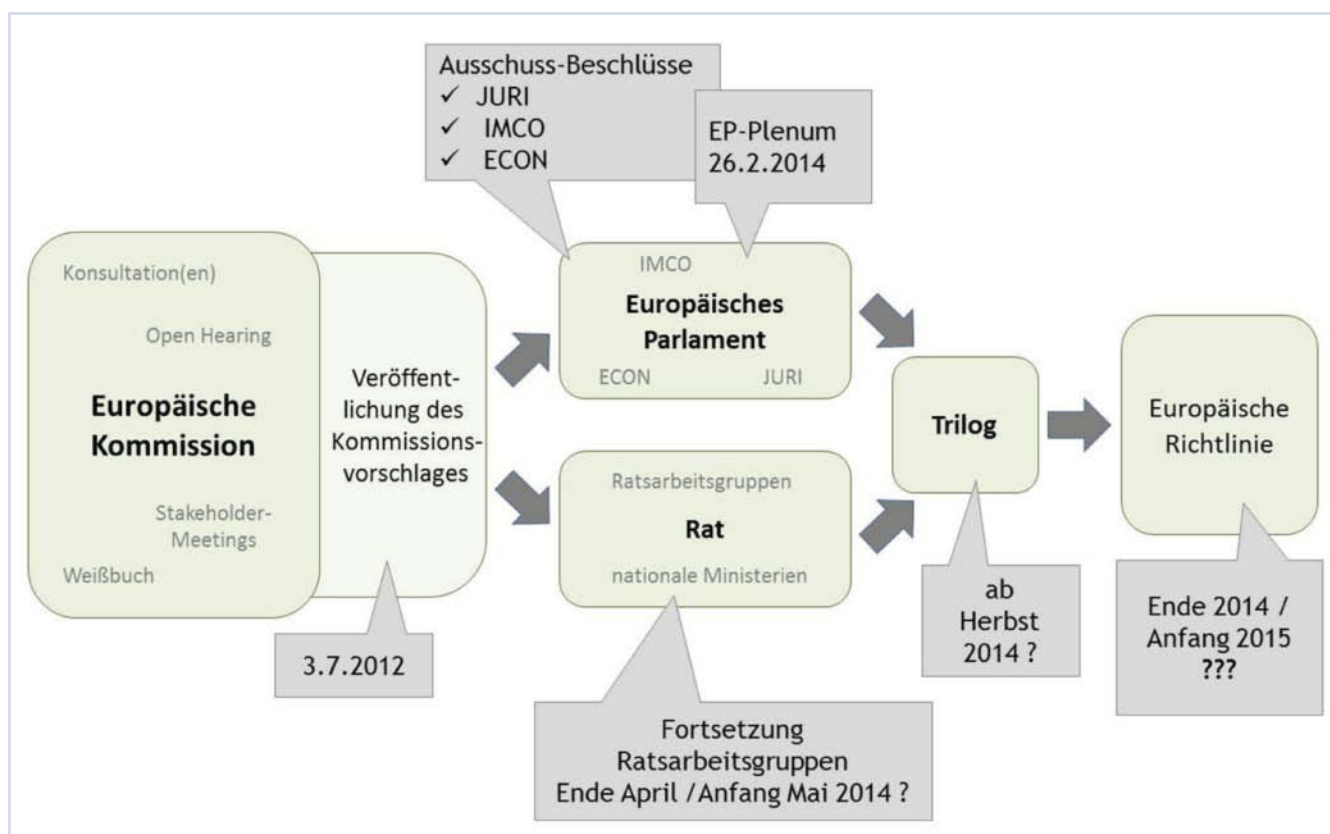 Ausschuss-Beschlüsse
✓ JURI
✓ IMCO
✓ ECON
EP-Plenum
26.2.2014
Konsultation(en)
Open Hearing
Europäische
Kommission
Stakeholder-
Meetings
Weißbuch
Veröffent-
lichung des
Kommissions-
vorschlages
3.7.2012
IMCO
Europäisches
Parlament
ECON JURI
Ratsarbeitsgruppen
Rat
nationale Ministerien
Fortsetzung
Ratsarbeitsgruppen
Ende April /Anfang Mai 2014 ?
Trilog
ab
Herbst
2014 ?
Europäische
Richtlinie
Ende 2014 /
Anfang 2015
???